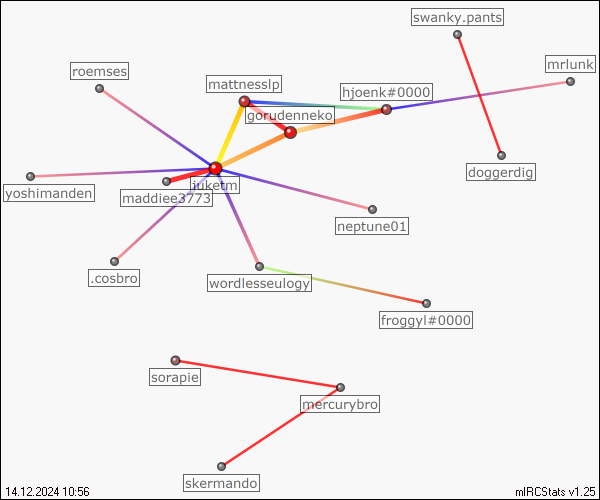 swanky.pants
mrlunk
roemses
mattnesslp
hjoenk#0000
gorudenneko
doggerdig
yoshimanden
iuketm
maddiee3773
neptune01
.cosbro
wordlesseulogy
froggyl#0000
sorapie
mercurybro
skermando
14.12.2024 10:56
mIRCStats v1.25